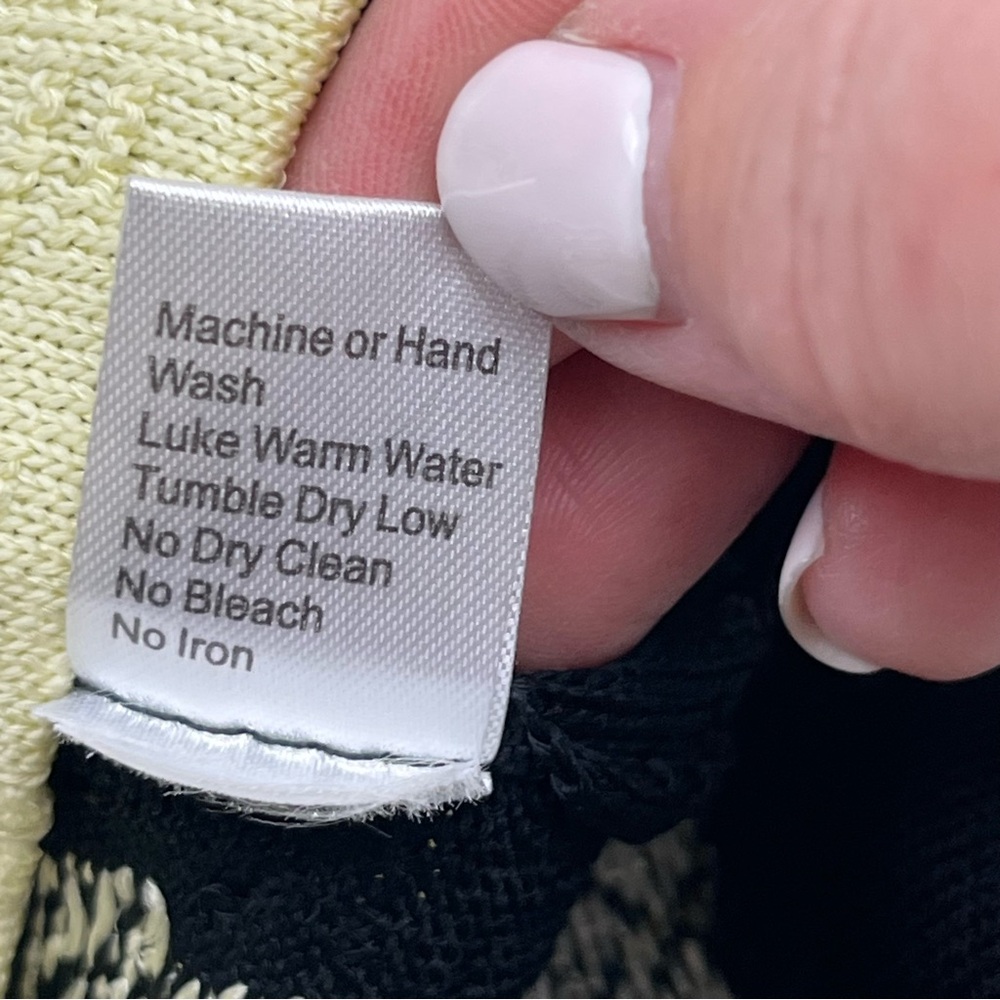 Machine or Hand
Wash
Luke Warm Water
Tumble Dry Low
No Dry Clean
No Bleach
No Iron